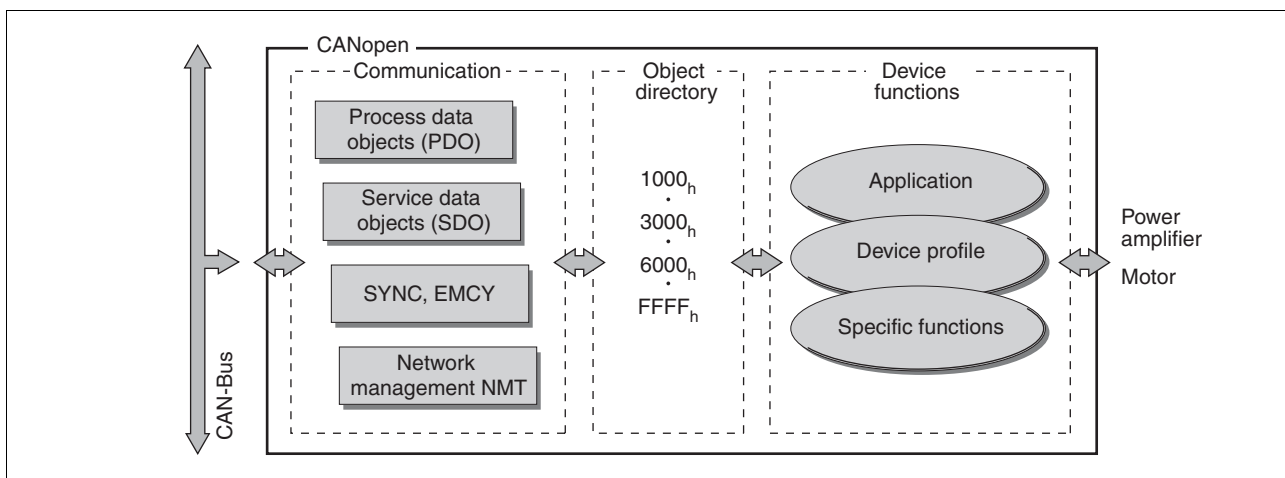 CANopen
Communication
Process data
objects (PDO)
Service data
objects (SDO)
SYNC, EMCY
Network
management NMT
Object
directory
1000h
.
3000h
.
6000h
.
FFFFh
Device
functions
Application
Device profile
Specific functions
Power
amplifier
Motor
CAN-Bus